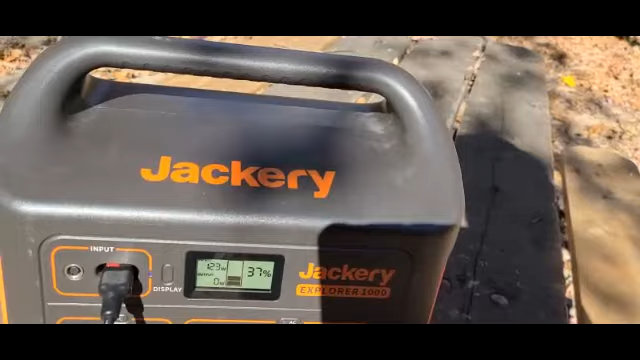 Jackery
INPUT
DISPLAY
123W
0W
37%
Jackery
EXPLORER 1000